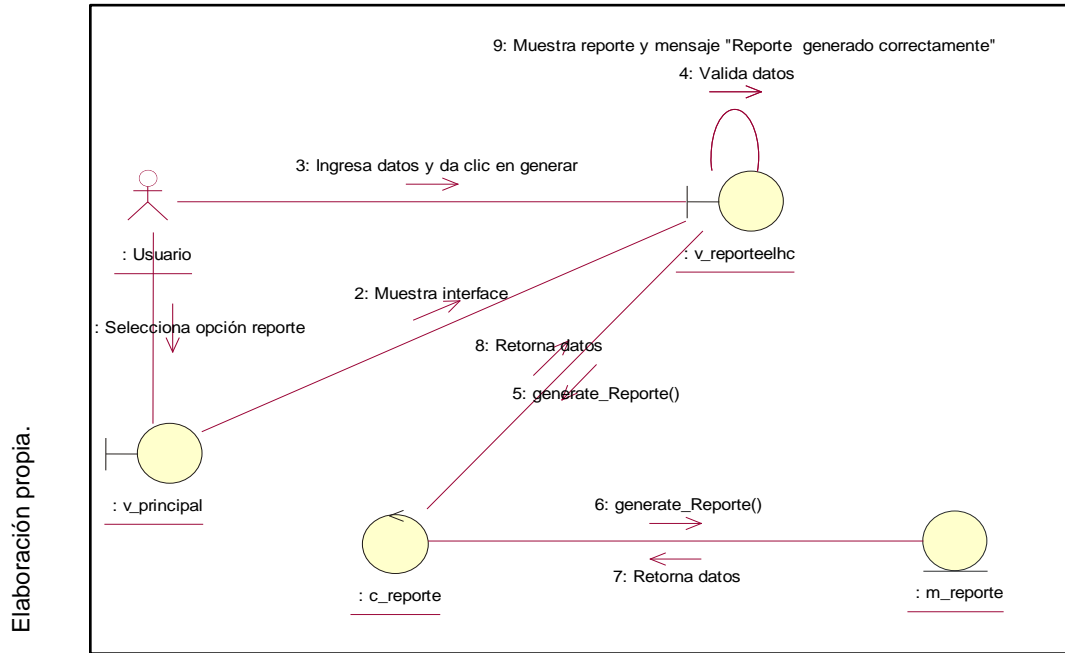 9: Muestra reporte y mensaje "Reporte generado correctamente"
4: Valida datos
3: Ingresa datos y da clic en generar
: Usuario
: v_reporteelhc
2: Muestra interface
: Selecciona opción reporte
8: Retorna datos
5: generate_Reporte()
: v_principal
6: generate_Reporte()
7: Retorna datos
: c_reporte
: m_reporte
Elaboración propia.